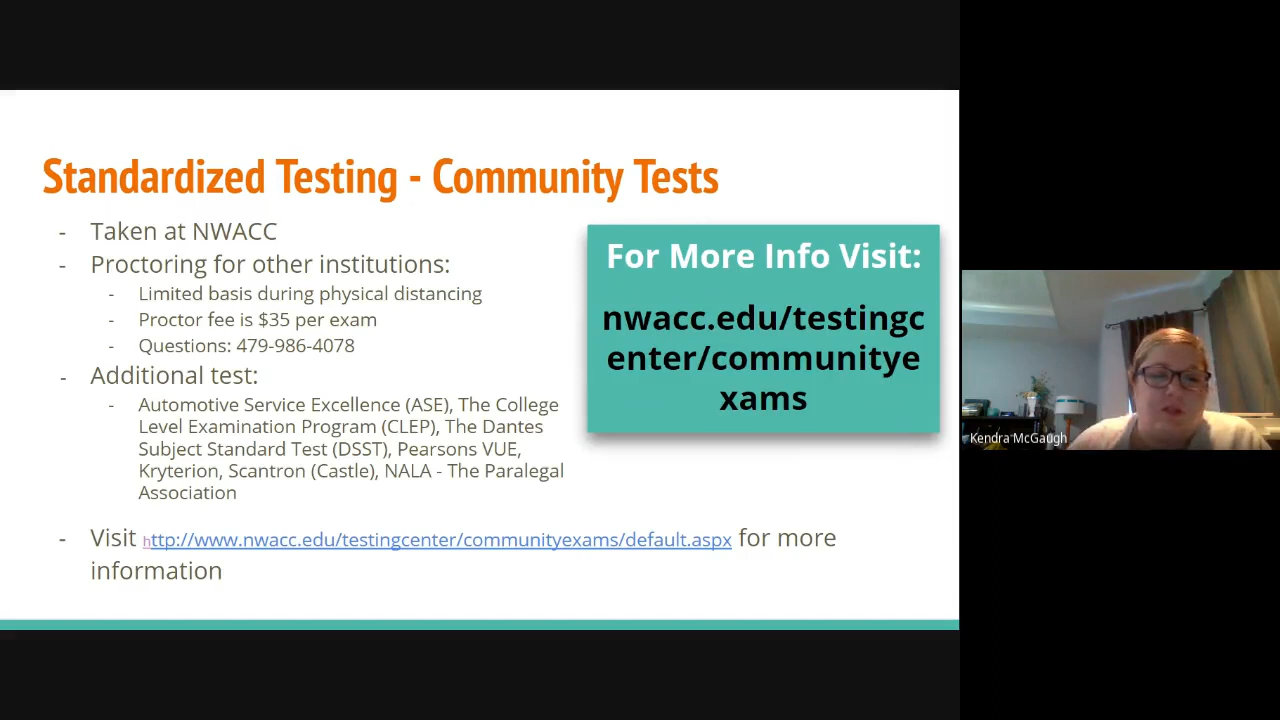 Standardized Testing - Community Tests
- Taken at NWACC
- Proctoring for other institutions:
- Limited basis during physical distancing
- Proctor fee is $35 per exam
- Questions: 479-986-4078
- Additional test:
- Automotive Service Excellence (ASE), The College
Level Examination Program (CLEP), The Dantes
Subject Standard Test (DSST), Pearsons VUE,
Kryterion, Scantron (Castle), NALA - The Paralegal
Association
- Visit http://www.nwacc.edu/testingcenter/communityexams/default.aspx for more
information
For More Info Visit:
nwacc.edu/testingc
enter/communitye
xams
Kendra McGaugh